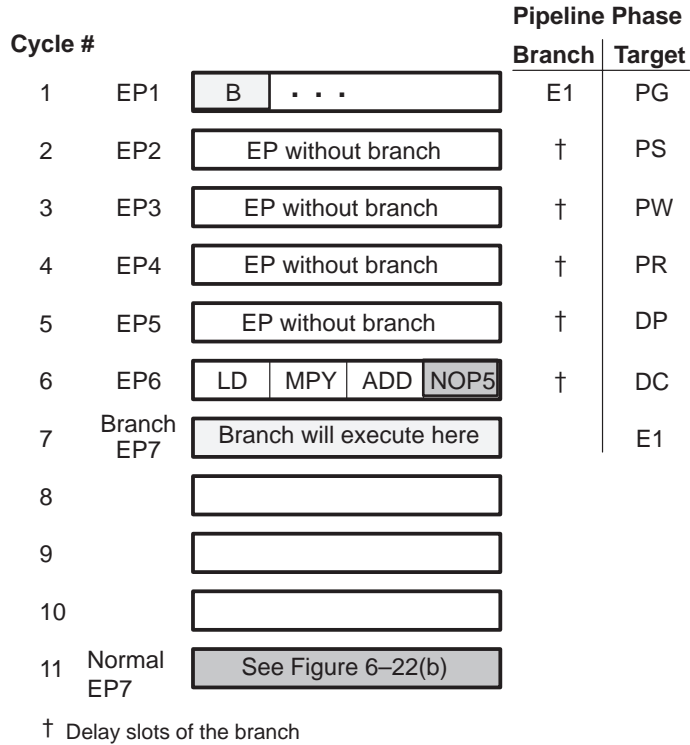 Pipeline Phase
Cycle #
Branch Target
1 EP1 B . . . E1 PG
2 EP2 EP without branch † PS
3 EP3 EP without branch † PW
4 EP4 EP without branch † PR
5 EP5 EP without branch † DP
6 EP6 LD MPY ADD NOP5 † DC
7 Branch EP7 Branch will execute here E1
8
9
10
11 Normal EP7 See Figure 6–22(b)
† Delay slots of the branch